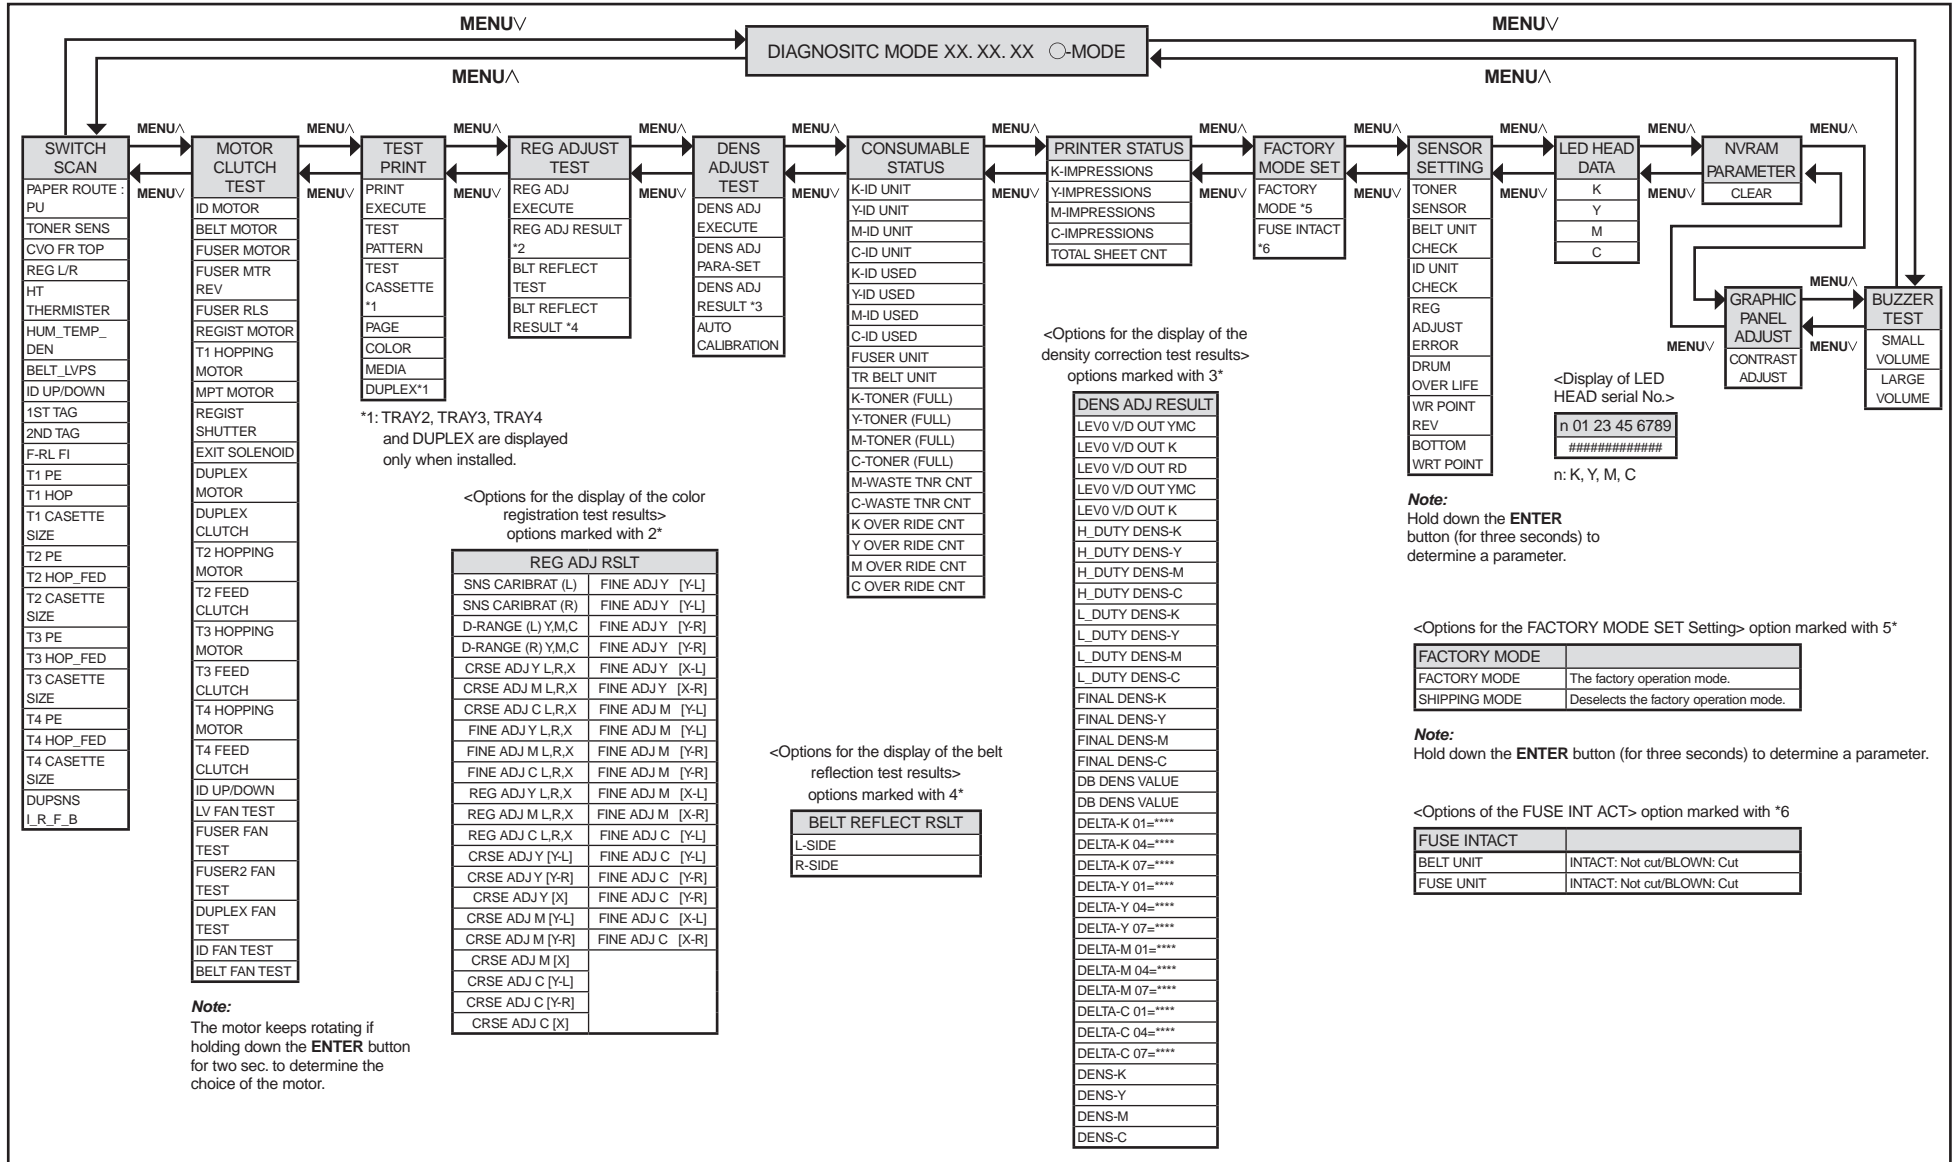 MENU∨
MENU∨
DIAGNOSITC MODE XX. XX. XX ○-MODE
MENU∧
MENU∧
MENU∧
MENU∧
MENU∧
MENU∧
MENU∧
MENU∧
MENU∧
MENU∧
MENU∧
MENU∧
MENU∧
MENU∨
MENU∨
MENU∨
MENU∨
MENU∨
MENU∨
MENU∨
MENU∨
MENU∨
MENU∨
SWITCH
SCAN
PAPER ROUTE :
PU
TONER SENS
CVO FR TOP
REG L/R
HT
THERMISTER
HUM_TEMP_
DEN
BELT_LVPS
ID UP/DOWN
1ST TAG
2ND TAG
F-RL FI
T1 PE
T1 HOP
T1 CASETTE
SIZE
T2 PE
T2 HOP_FED
T2 CASETTE
SIZE
T3 PE
T3 HOP_FED
T3 CASETTE
SIZE
T4 PE
T4 HOP_FED
T4 CASETTE
SIZE
DUPSNS
I_R_F_B
MOTOR
CLUTCH
TEST
ID MOTOR
BELT MOTOR
FUSER MOTOR
FUSER MTR
REV
FUSER RLS
REGIST MOTOR
T1 HOPPING
MOTOR
MPT MOTOR
REGIST
SHUTTER
EXIT SOLENOID
DUPLEX
MOTOR
DUPLEX
CLUTCH
T2 HOPPING
MOTOR
T2 FEED
CLUTCH
T3 HOPPING
MOTOR
T3 FEED
CLUTCH
T4 HOPPING
MOTOR
T4 FEED
CLUTCH
ID UP/DOWN
LV FAN TEST
FUSER FAN
TEST
FUSER2 FAN
TEST
DUPLEX FAN
TEST
ID FAN TEST
BELT FAN TEST
Note:
The motor keeps rotating if
holding down the ENTER button
for two sec. to determine the
choice of the motor.
TEST
PRINT
PRINT
EXECUTE
TEST
PATTERN
TEST
CASSETTE
*1
PAGE
COLOR
MEDIA
DUPLEX*1
*1: TRAY2, TRAY3, TRAY4
and DUPLEX are displayed
only when installed.
REG ADJUST
TEST
REG ADJ
EXECUTE
REG ADJ RESULT
*2
BLT REFLECT
TEST
BLT REFLECT
RESULT *4
<Options for the display of the color
registration test results>
options marked with 2*
REG ADJ RSLT
SNS CARIBRAT (L) FINE ADJ Y [Y-L]
SNS CARIBRAT (R) FINE ADJ Y [Y-L]
D-RANGE (L) Y,M,C FINE ADJ Y [Y-R]
D-RANGE (R) Y,M,C FINE ADJ Y [Y-R]
CRSE ADJ Y L,R,X FINE ADJ Y [X-L]
CRSE ADJ M L,R,X FINE ADJ Y [X-R]
CRSE ADJ C L,R,X FINE ADJ M [Y-L]
FINE ADJ Y L,R,X FINE ADJ M [Y-L]
FINE ADJ M L,R,X FINE ADJ M [Y-R]
FINE ADJ C L,R,X FINE ADJ M [Y-R]
REG ADJ Y L,R,X FINE ADJ M [X-L]
REG ADJ M L,R,X FINE ADJ M [X-R]
REG ADJ C L,R,X FINE ADJ C [Y-L]
CRSE ADJ Y [Y-L] FINE ADJ C [Y-L]
CRSE ADJ Y [Y-R] FINE ADJ C [Y-R]
CRSE ADJ Y [X] FINE ADJ C [Y-R]
CRSE ADJ M [Y-L] FINE ADJ C [X-L]
CRSE ADJ M [Y-R] FINE ADJ C [X-R]
CRSE ADJ M [X]
CRSE ADJ C [Y-L]
CRSE ADJ C [Y-R]
CRSE ADJ C [X]
DENS
ADJUST
TEST
DENS ADJ
EXECUTE
DENS ADJ
PARA-SET
DENS ADJ
RESULT *3
AUTO
CALIBRATION
CONSUMABLE
STATUS
K-ID UNIT
Y-ID UNIT
M-ID UNIT
C-ID UNIT
K-ID USED
Y-ID USED
M-ID USED
C-ID USED
FUSER UNIT
TR BELT UNIT
K-TONER (FULL)
Y-TONER (FULL)
M-TONER (FULL)
C-TONER (FULL)
M-WASTE TNR CNT
C-WASTE TNR CNT
K OVER RIDE CNT
Y OVER RIDE CNT
M OVER RIDE CNT
C OVER RIDE CNT
<Options for the display of the belt
reflection test results>
options marked with 4*
BELT REFLECT RSLT
L-SIDE
R-SIDE
PRINTER STATUS
K-IMPRESSIONS
Y-IMPRESSIONS
M-IMPRESSIONS
C-IMPRESSIONS
TOTAL SHEET CNT
<Options for the display of the
density correction test results>
options marked with 3*
DENS ADJ RESULT
LEV0 V/D OUT YMC
LEV0 V/D OUT K
LEV0 V/D OUT RD
LEV0 V/D OUT YMC
LEV0 V/D OUT K
H_DUTY DENS-K
H_DUTY DENS-Y
H_DUTY DENS-M
H_DUTY DENS-C
L_DUTY DENS-K
L_DUTY DENS-Y
L_DUTY DENS-M
L_DUTY DENS-C
FINAL DENS-K
FINAL DENS-Y
FINAL DENS-M
FINAL DENS-C
DB DENS VALUE
DB DENS VALUE
DELTA-K 01=****
DELTA-K 04=****
DELTA-K 07=****
DELTA-Y 01=****
DELTA-Y 04=****
DELTA-Y 07=****
DELTA-M 01=****
DELTA-M 04=****
DELTA-M 07=****
DELTA-C 01=****
DELTA-C 04=****
DELTA-C 07=****
DENS-K
DENS-Y
DENS-M
DENS-C
FACTORY
MODE SET
FACTORY
MODE *5
FUSE INTACT
*6
SENSOR
SETTING
TONER
SENSOR
BELT UNIT
CHECK
ID UNIT
CHECK
REG
ADJUST
ERROR
DRUM
OVER LIFE
WR POINT
REV
BOTTOM
WRT POINT
Note:
Hold down the ENTER
button (for three seconds) to
determine a parameter.
LED HEAD
DATA
K
Y
M
C
<Display of LED
HEAD serial No.>
n 01 23 45 6789
#############
n: K, Y, M, C
NVRAM
PARAMETER
CLEAR
GRAPHIC
PANEL
ADJUST
CONTRAST
ADJUST
MENU∧
MENU∨
MENU∨
BUZZER
TEST
SMALL
VOLUME
LARGE
VOLUME
<Options for the FACTORY MODE SET Setting> option marked with 5*
FACTORY MODE
FACTORY MODE The factory operation mode.
SHIPPING MODE Deselects the factory operation mode.
Note:
Hold down the ENTER button (for three seconds) to determine a parameter.
<Options of the FUSE INT ACT> option marked with *6
FUSE INTACT
BELT UNIT INTACT: Not cut/BLOWN: Cut
FUSE UNIT INTACT: Not cut/BLOWN: Cut